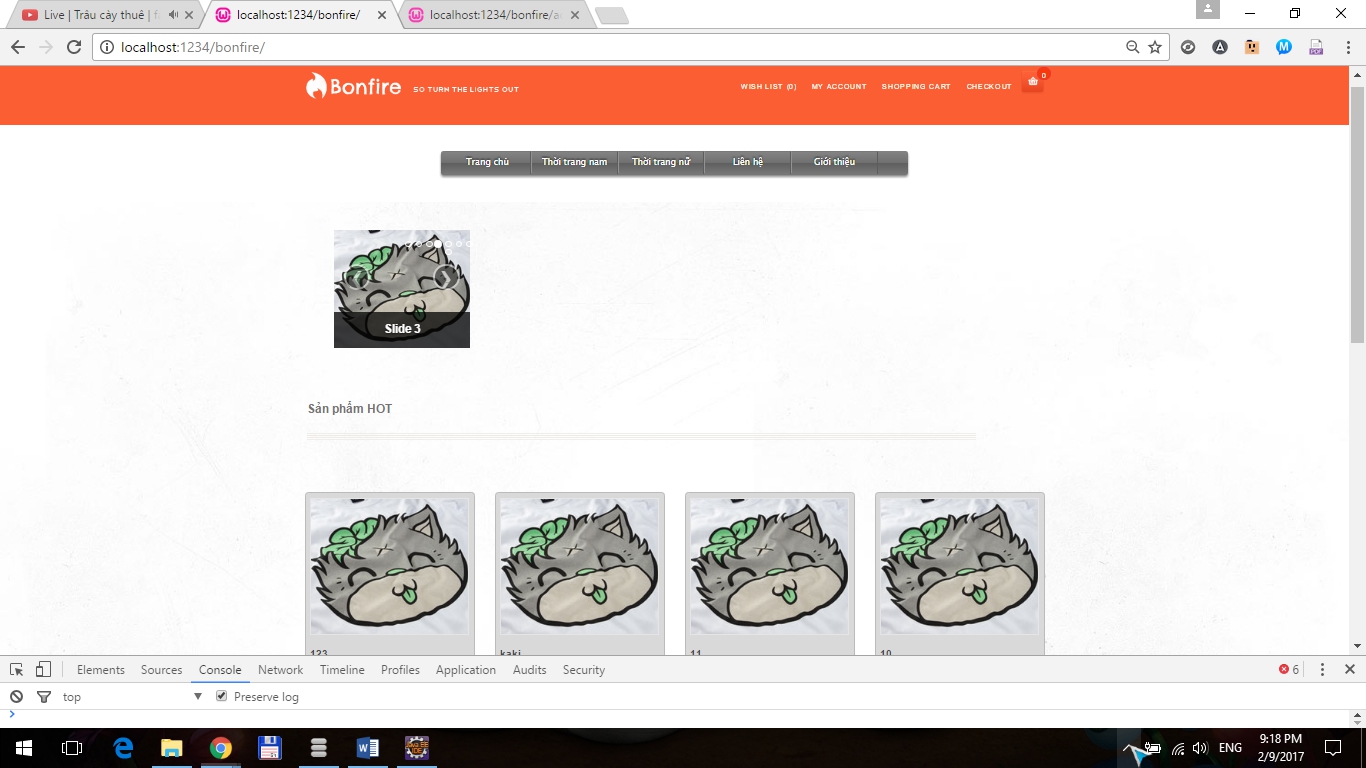 Live | Trâu cày thuê | f
localhost:1234/bonfire/
localhost:1234/bonfire/a
localhost:1234/bonfire/
Bonfire
SO TURN THE LIGHTS OUT
WISH LIST (0)
MY ACCOUNT
SHOPPING CART
CHECKOUT
0
Trang chủ
Thời trang nam
Thời trang nữ
Liên hệ
Giới thiệu
Slide 3
Sản phẩm HOT
123
kaki
11
10
Elements
Sources
Console
Network
Timeline
Profiles
Application
Audits
Security
6
top
Preserve log
ENG
9:18 PM
2/9/2017